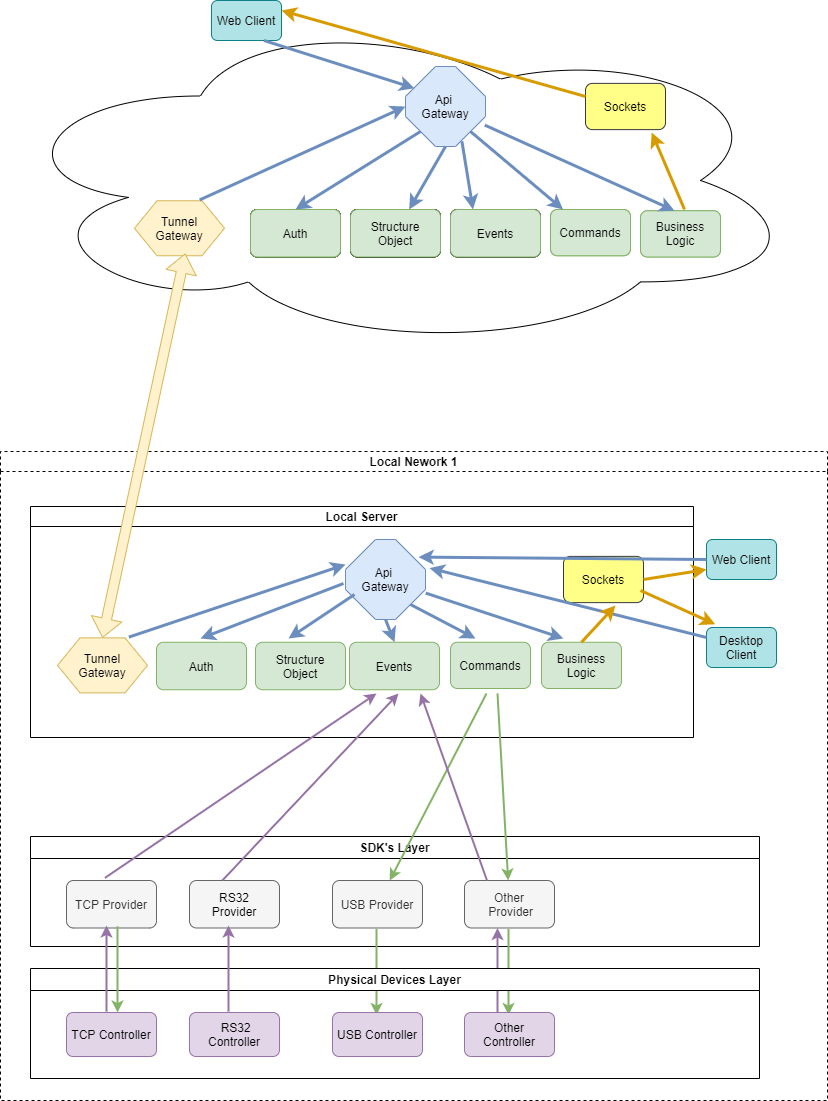 Web Client
Api
Gateway
Sockets
Tunnel
Gateway
Auth
Structure
Object
Events
Commands
Business
Logic
Local Nework 1
Local Server
Api
Gateway
Sockets
Web Client
Tunnel
Gateway
Auth
Structure
Object
Events
Commands
Business
Logic
Desktop
Client
SDK's Layer
TCP Provider
RS32
Provider
USB Provider
Other
Provider
Physical Devices Layer
TCP Controller
RS32
Controller
USB Controller
Other
Controller